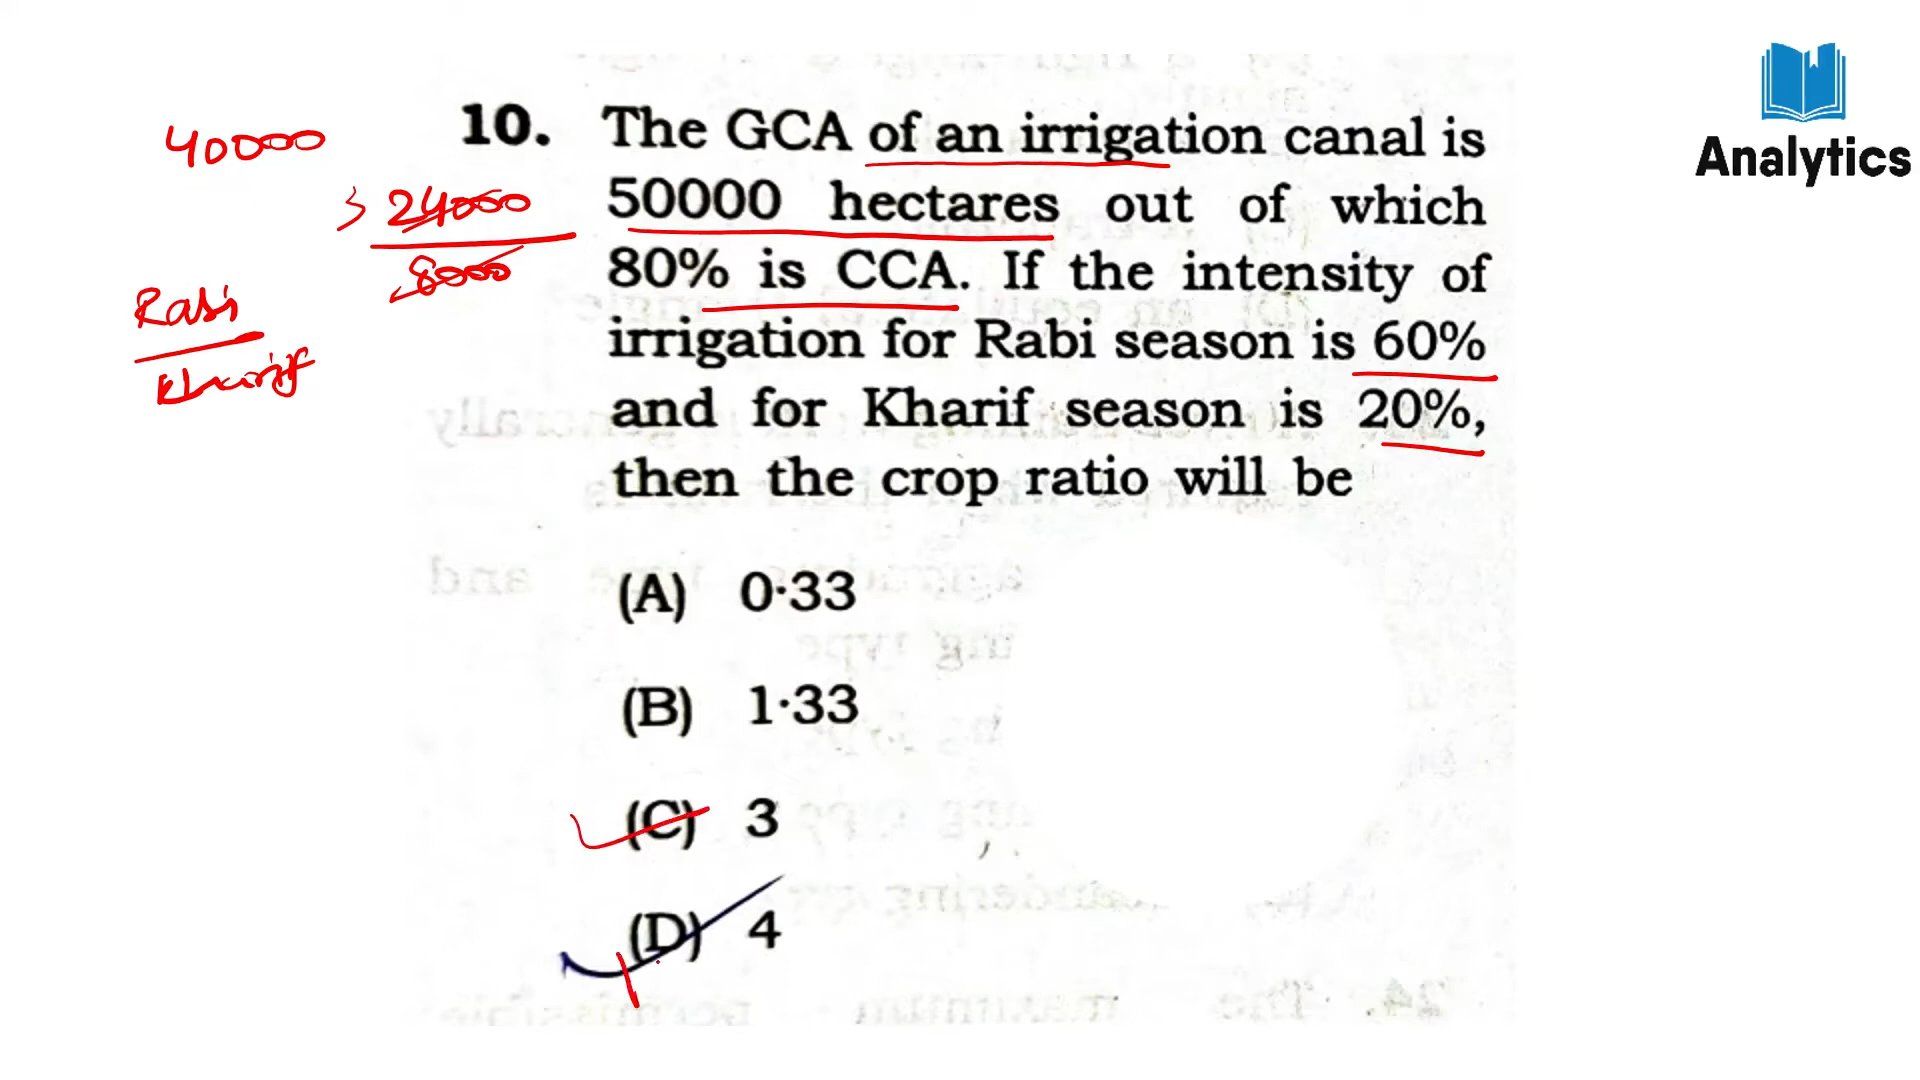 Analytics
40000
24000
8000
Rabi
Kharif
10. The GCA of an irrigation canal is
50000 hectares out of which
80% is CCA. If the intensity of
irrigation for Rabi season is 60%
and for Kharif season is 20%,
then the crop ratio will be
(A) 0·33
(B) 1·33
(C) 3
(D) 4